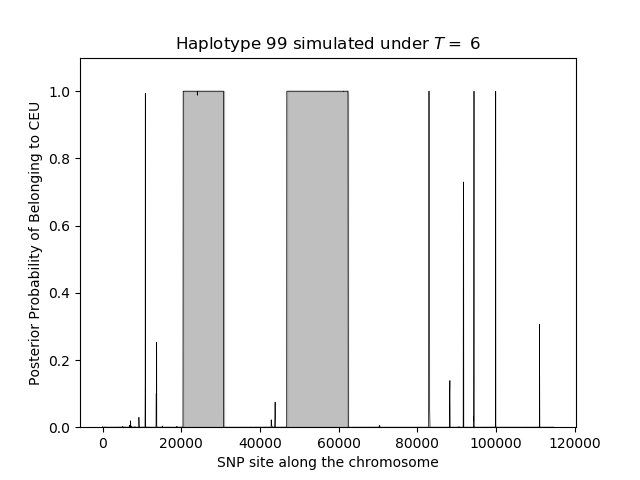 Haplotype 99 simulated under T = 6
Posterior Probability of Belonging to CEU
1.0
0.8
0.6
0.4
0.2
0.0
0 20000 40000 60000 80000 100000 120000
SNP site along the chromosome